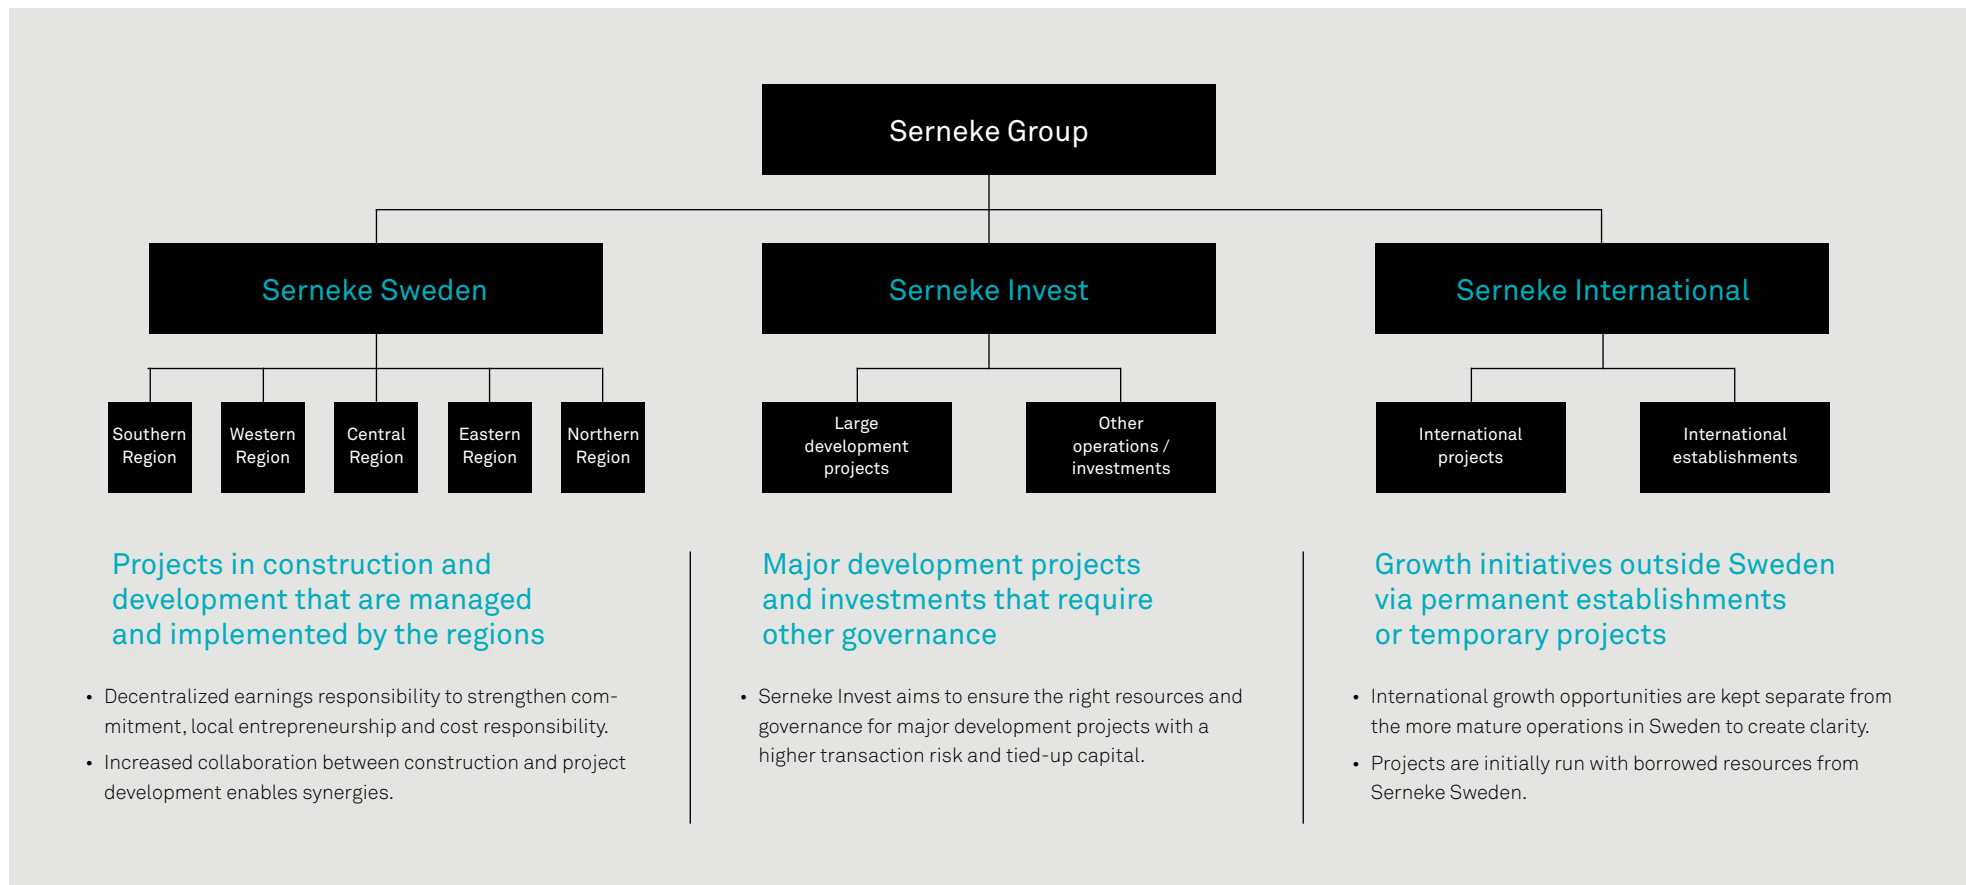 Serneke Group
Serneke Sweden
Serneke Invest
Serneke International
Southern
Region
Western
Region
Central
Region
Eastern
Region
Northern
Region
Large
development
projects
Other
operations /
investments
International
projects
International
establishments
Projects in construction and
development that are managed
and implemented by the regions
• Decentralized earnings responsibility to strengthen com-
mitment, local entrepreneurship and cost responsibility.
• Increased collaboration between construction and project
development enables synergies.
Major development projects
and investments that require
other governance
• Serneke Invest aims to ensure the right resources and
governance for major development projects with a
higher transaction risk and tied-up capital.
Growth initiatives outside Sweden
via permanent establishments
or temporary projects
• International growth opportunities are kept separate from
the more mature operations in Sweden to create clarity.
• Projects are initially run with borrowed resources from
Serneke Sweden.